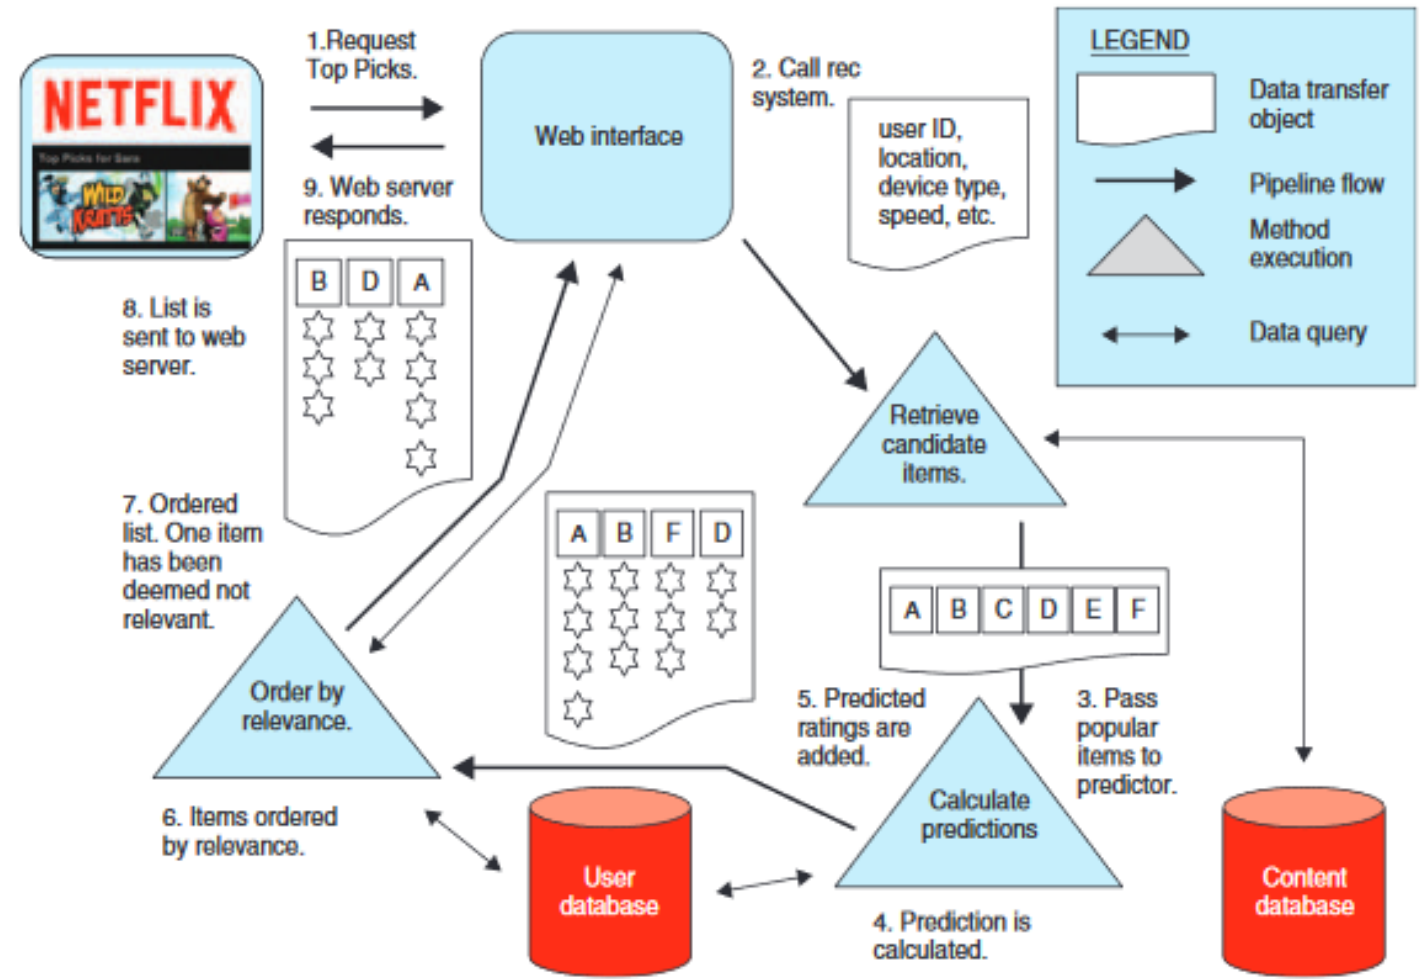 NETFLIX
Top Picks for Sara
WILD
KRATTS
1.Request
Top Picks.
9. Web server
responds.
Web interface
2. Call rec
system.
user ID,
location,
device type,
speed, etc.
LEGEND
Data transfer
object
Pipeline flow
Method
execution
Data query
8. List is
sent to web
server.
B D A
7. Ordered
list. One item
has been
deemed not
relevant.
A B F D
Retrieve
candidate
items.
A B C D E F
Order by
relevance.
5. Predicted
ratings are
added.
3. Pass
popular
items to
predictor.
Calculate
predictions
6. Items ordered
by relevance.
User
database
4. Prediction is
calculated.
Content
database